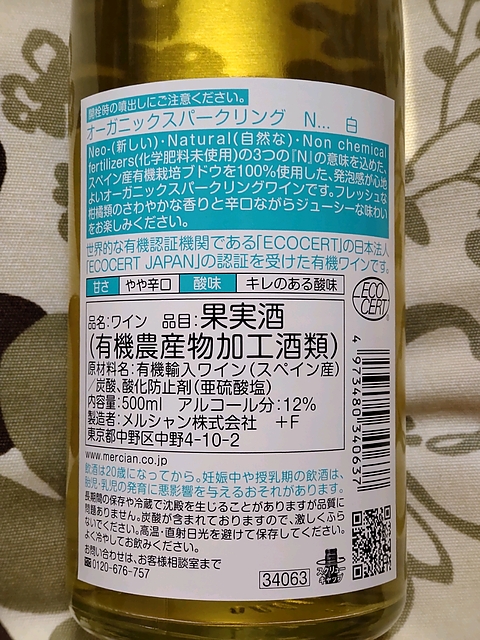 開栓時の噴出しにご注意ください。
オーガニックスパークリング N... 白
Neo-(新しい)・Natural(自然な)・Non chemical
fertilizers(化学肥料未使用)の3つの「N」の意味を込めた、
スペイン産有機栽培ブドウを100%使用した、発泡感が心地
よいオーガニックスパークリングワインです。フレッシュな
柑橘類のさわやかな香りと辛口ながらジューシーな味わい
をお楽しみください。
世界的な有機認証機関である「ECOCERT」の日本法人、
「ECOCERT JAPAN」の認証を受けた有機ワインです。
甘さ やや辛口 酸味 キレのある酸味
ECO
CERT
品名:ワイン 品目:果実酒
(有機農産物加工酒類)
原材料名:有機輸入ワイン(スペイン産)
/炭酸、酸化防止剤(亜硫酸塩)
内容量:500ml アルコール分:12%
製造者:メルシャン株式会社 +F
東京都中野区中野4-10-2
4 973480 340637
www.mercian.co.jp
飲酒は20歳になってから。妊娠中や授乳期の飲酒は、
胎児・乳児の発育に悪影響を与えるおそれがあります。
長期間の保存や冷蔵で沈殿を生じることがありますが品質に
問題ありません。炭酸が含まれておりますので、激しくふら
ないでください。高温・直射日光を避けて保存してください。
よく冷やしてお飲みください。
お問い合わせは、お客様相談室まで
0120-676-757
34063
スクリュー
キャップ